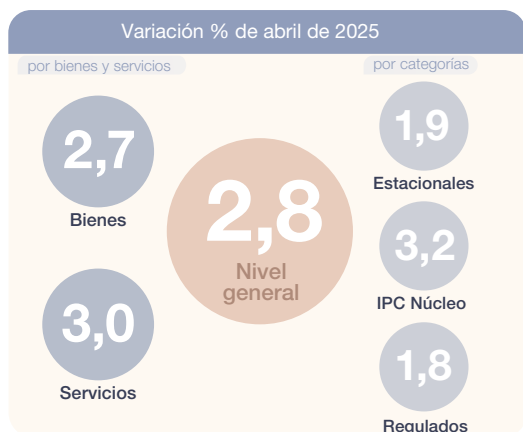 Variación % de abril de 2025
por bienes y servicios
por categorías
2,7
Bienes
3,0
Servicios
2,8
Nivel
general
1,9
Estacionales
3,2
IPC Núcleo
1,8
Regulados